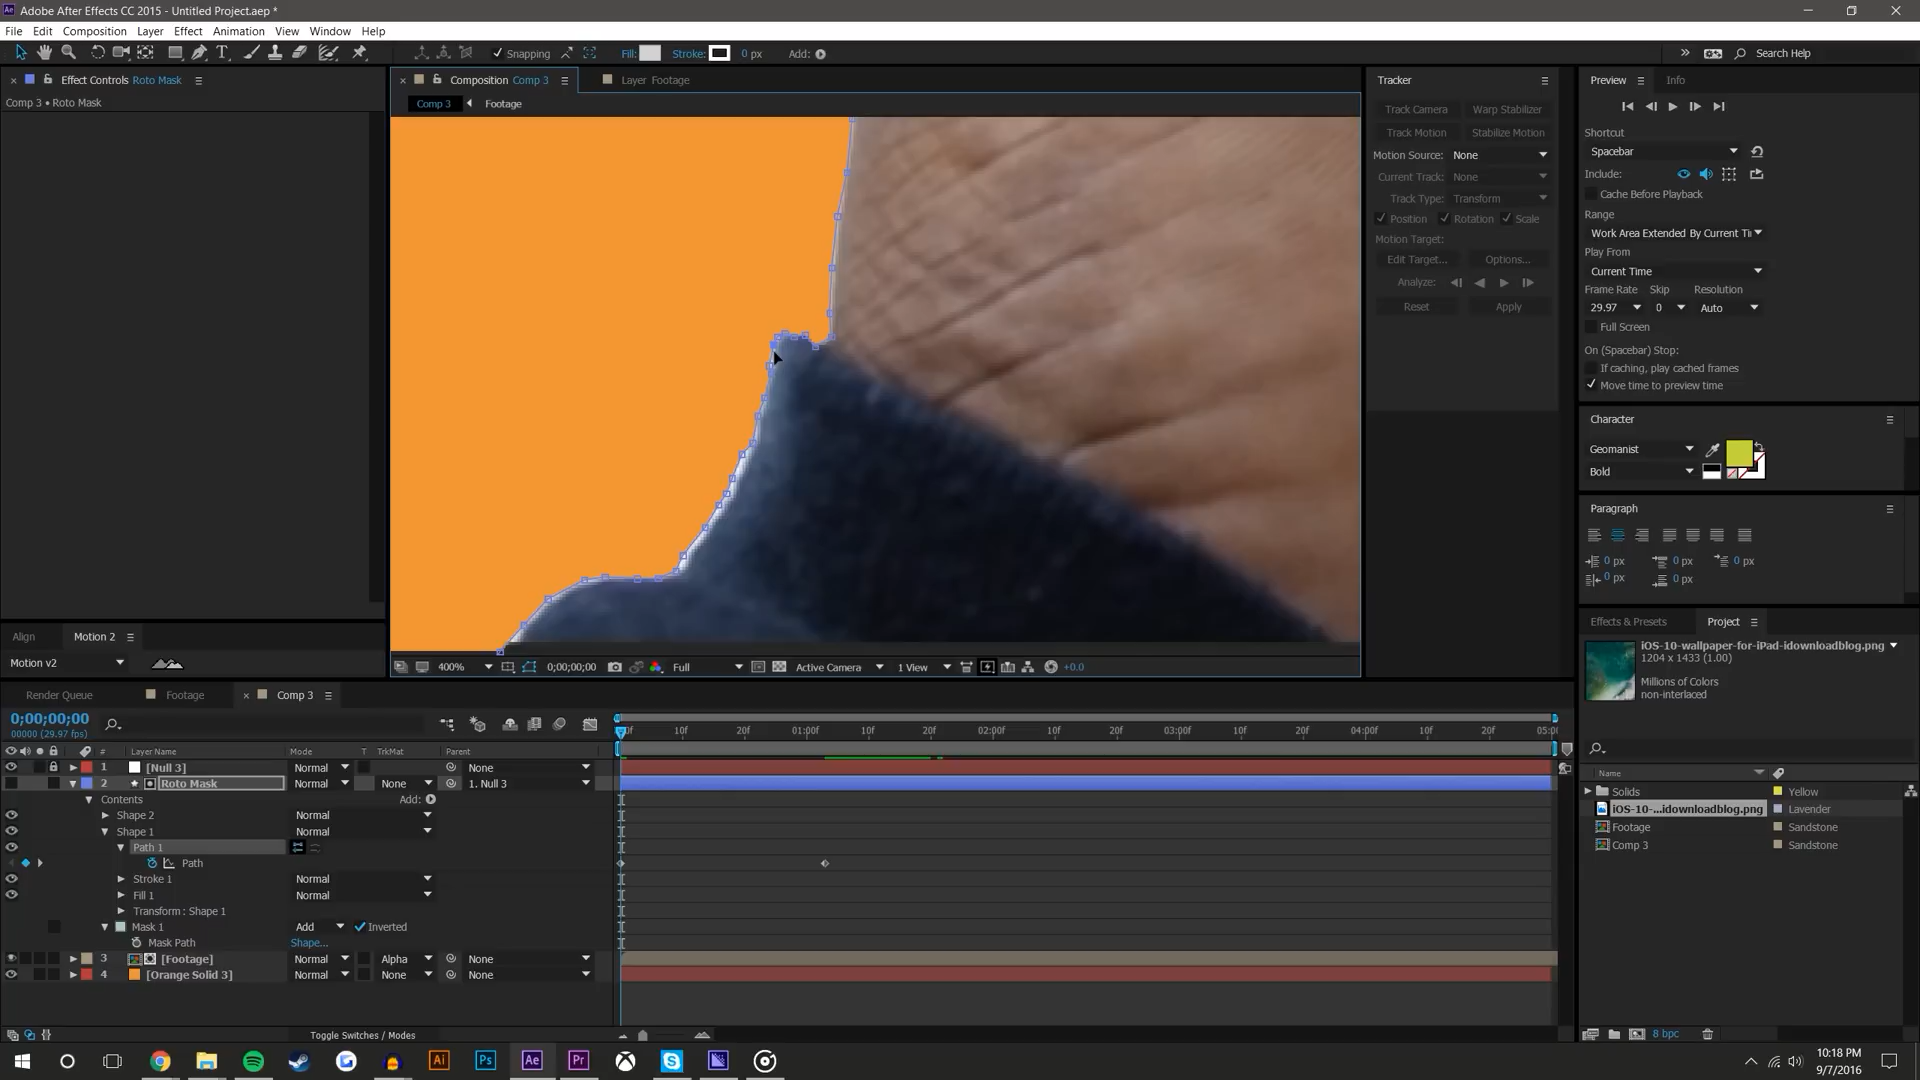 Adobe After Effects CC 2015 - Untitled Project.aep *
File Edit Composition Layer Effect Animation View Window Help
Snapping Fill: Stroke: 0 px Add: Search Help
Effect Controls Roto Mask
Composition Comp 3
Layer Footage
Tracker
Preview Info
Comp 3 • Roto Mask
Comp 3 Footage
Track Camera Warp Stabilizer
Track Motion Stabilize Motion
Motion Source: None
Current Track: None
Track Type: Transform
Position Rotation Scale
Motion Target:
Edit Target... Options...
Analyze:
Reset Apply
Shortcut
Spacebar
Include:
Cache Before Playback
Range
Work Area Extended By Current Ti
Play From
Current Time
Frame Rate Skip Resolution
29.97 0 Auto
Full Screen
On (Spacebar) Stop:
If caching, play cached frames
Move time to preview time
Character
Geomanist
Bold
Paragraph
0 px 0 px 0 px
0 px 0 px
Align Motion 2
Motion v2
400% 0;00;00;00 Full Active Camera 1 View +0.0
Effects & Presets Project
iOS-10-wallpaper-for-iPad-idownloadblog.png
1204 x 1433 (1.00)
Millions of Colors
non-interlaced
Name
Solids Yellow
iOS-10-...idownloadblog.png Lavender
Footage Sandstone
Comp 3 Sandstone
8 bpc
Render Queue Footage Comp 3
0;00;00;00
00000 (29.97 fps)
0f 10f 20f 01:00f 10f 20f 02:00f 10f 20f 03:00f 10f 20f 04:00f 10f 20f 05:00
# Layer Name Mode T TrkMat Parent
1 [Null 3] Normal None
2 Roto Mask Normal None 1. Null 3
Contents Add:
Shape 2 Normal
Shape 1 Normal
Path 1
Path
Stroke 1 Normal
Fill 1 Normal
Transform : Shape 1
Mask 1 Add Inverted
Mask Path Shape...
3 [Footage] Normal Alpha None
4 [Orange Solid 3] Normal None None
Toggle Switches / Modes
Ai Ps Ae Pr
10:18 PM
9/7/2016